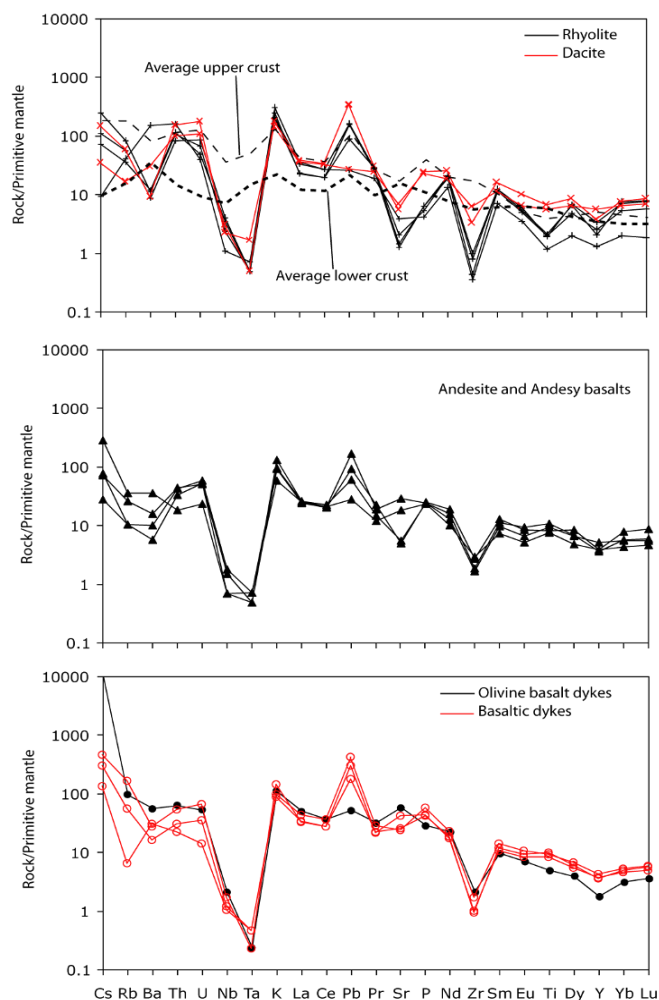 10000
Rhyolite
Dacite
1000
Average upper crust
100
10
1
Average lower crust
0.1
Rock/Primitive mantle
10000
1000
Andesite and Andesy basalts
100
10
1
0.1
Rock/Primitive mantle
10000
Olivine basalt dykes
Basaltic dykes
1000
100
10
1
0.1
Rock/Primitive mantle
Cs Rb Ba Th U Nb Ta K La Ce Pb Pr Sr P Nd Zr Sm Eu Ti Dy Y Yb Lu